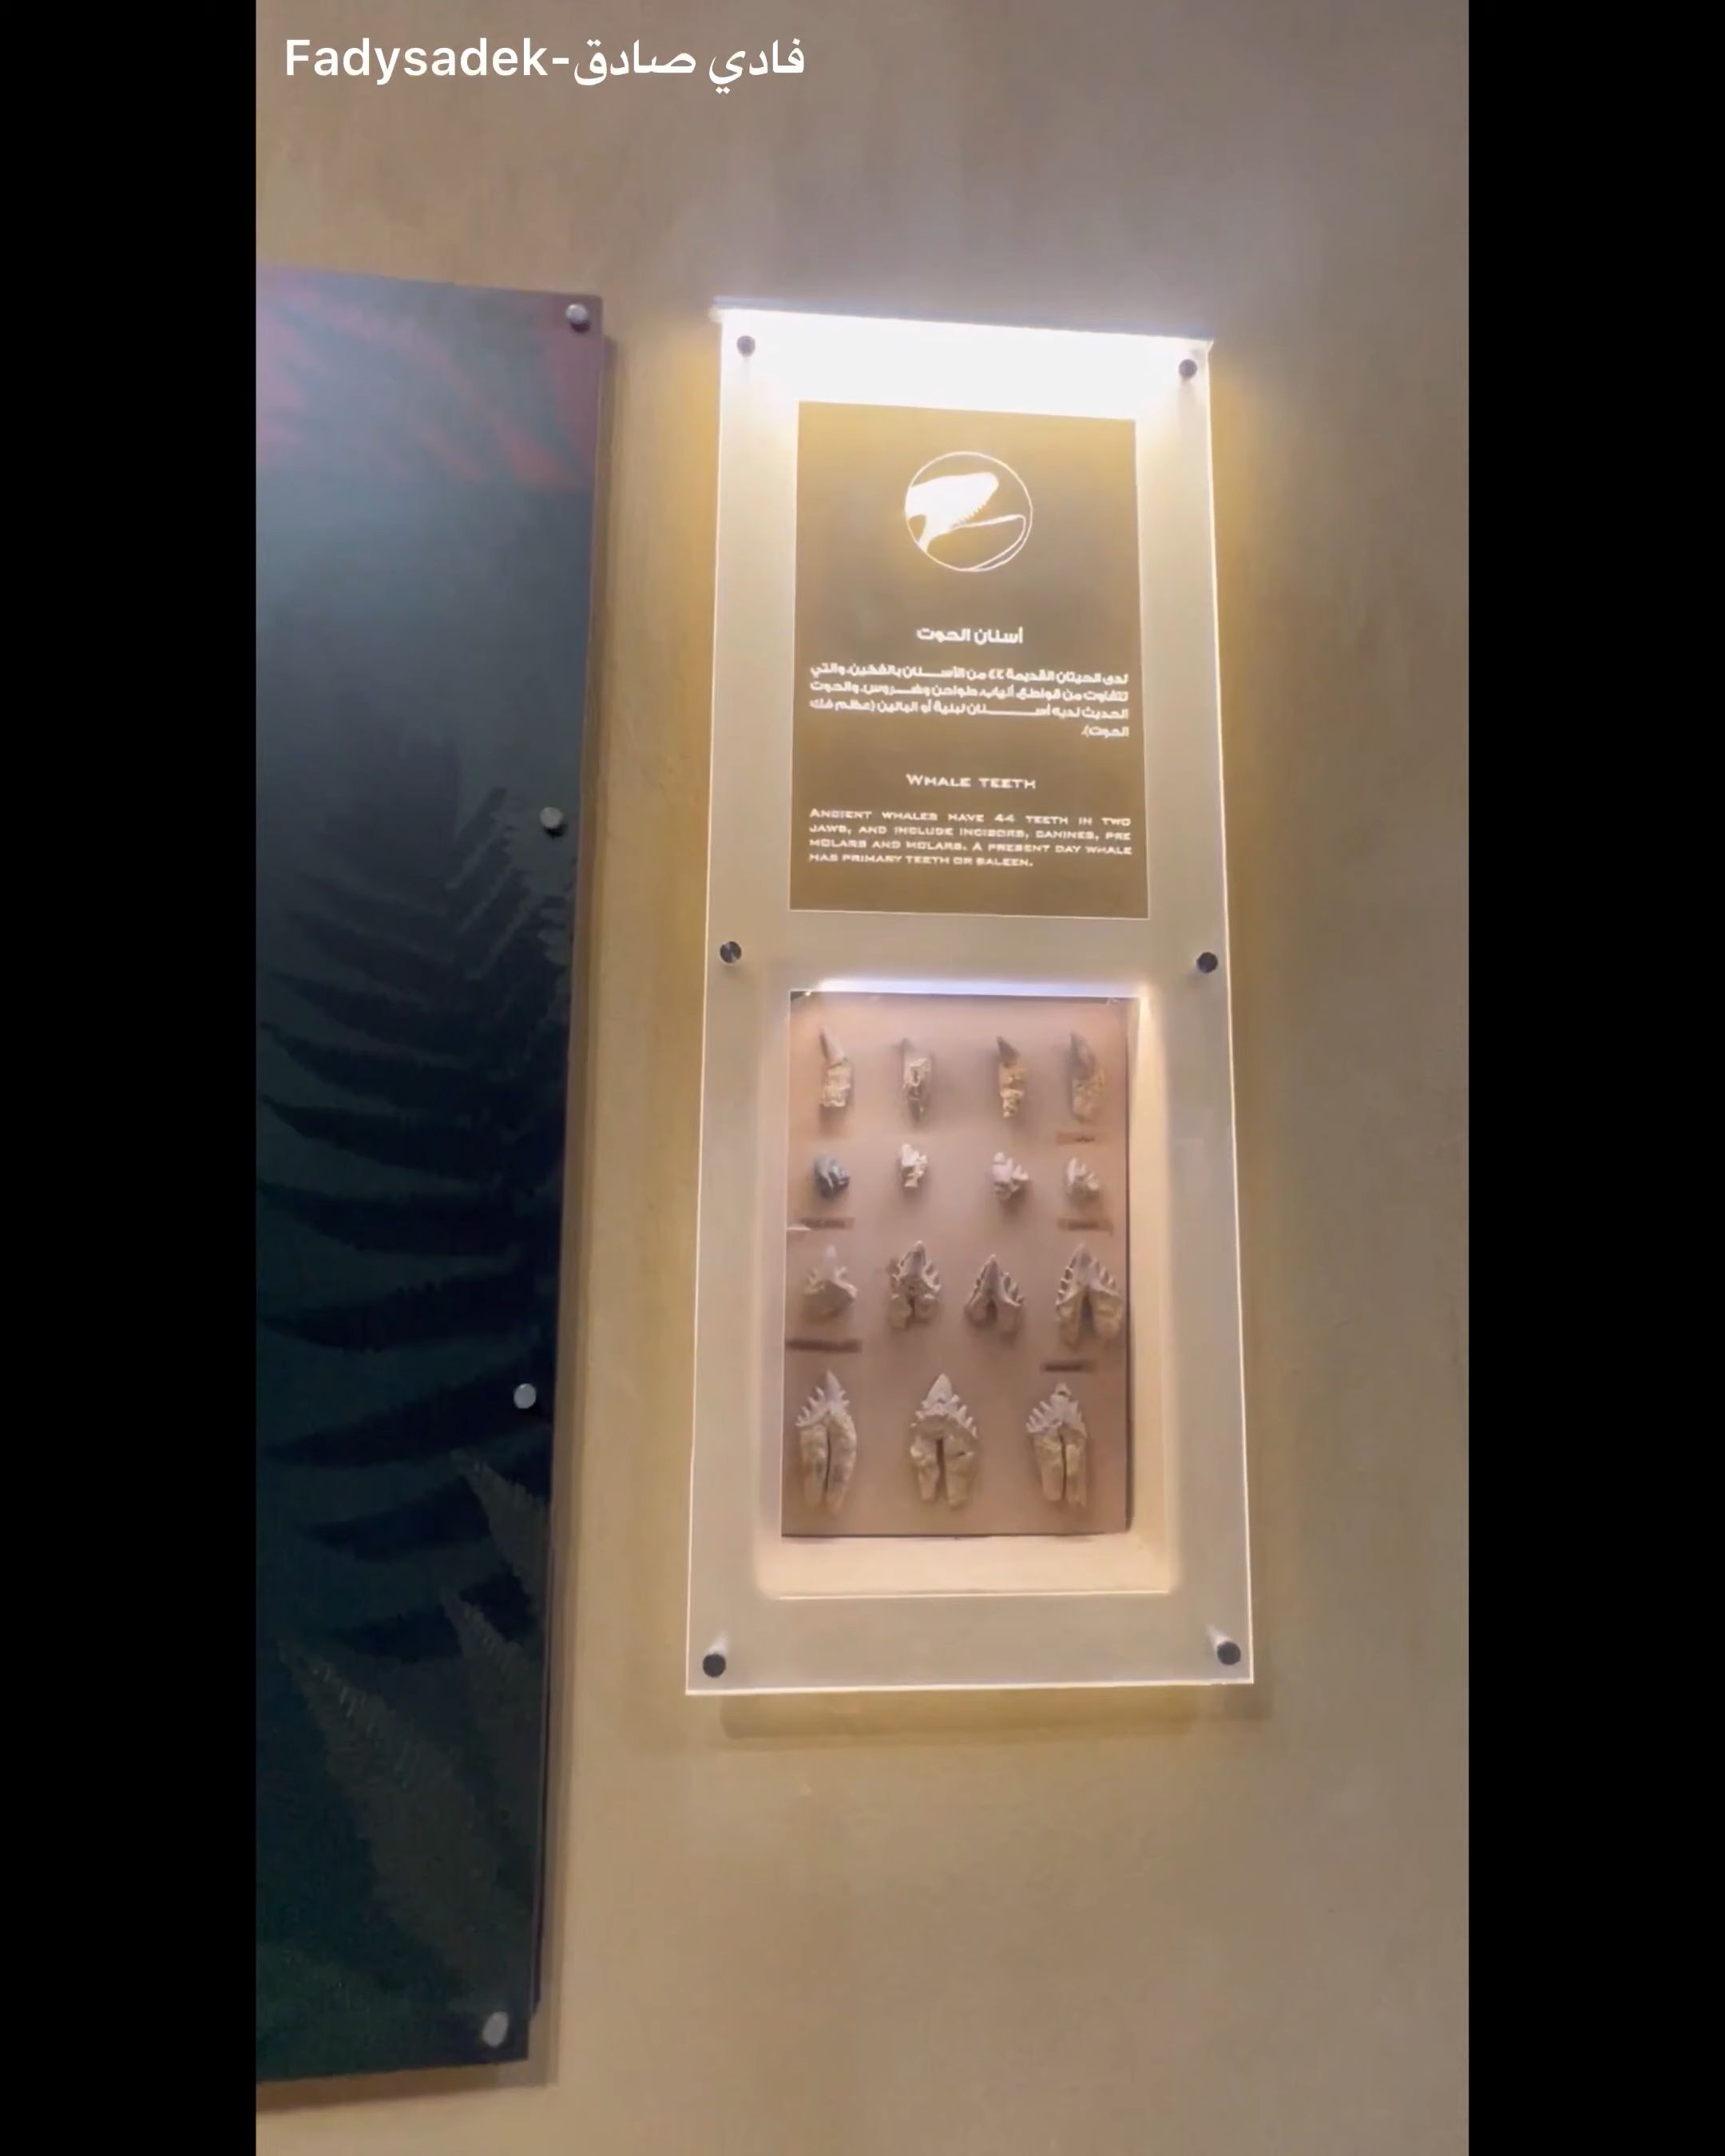 Fadysadek-فادي صادق
أسنان الحوت
لدى الحيتان القديمة ٤٤ من الأسنان بالفكين، والتي
تتفاوت من قواطع، أنياب، طواحن وضروس. والحوت
الحديث لديه أسنان لبنية أو البالين (عظم فك
الحوت).
WHALE TEETH
ANCIENT WHALES HAVE 44 TEETH IN TWO
JAWS, AND INCLUDE INCISORS, CANINES, PRE
MOLARS AND MOLARS. A PRESENT DAY WHALE
HAS PRIMARY TEETH OR BALEEN.